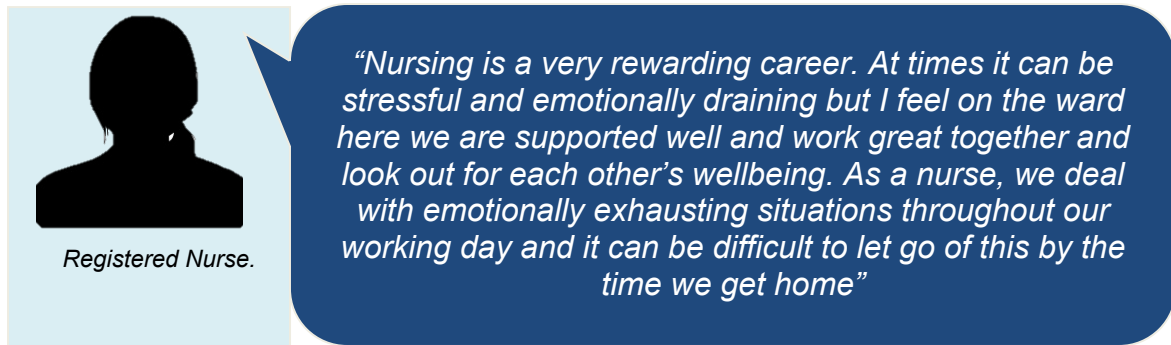 “Nursing is a very rewarding career. At times it can be
stressful and emotionally draining but I feel on the ward
here we are supported well and work great together and
look out for each other’s wellbeing. As a nurse, we deal
with emotionally exhausting situations throughout our
working day and it can be difficult to let go of this by the
time we get home”
Registered Nurse.